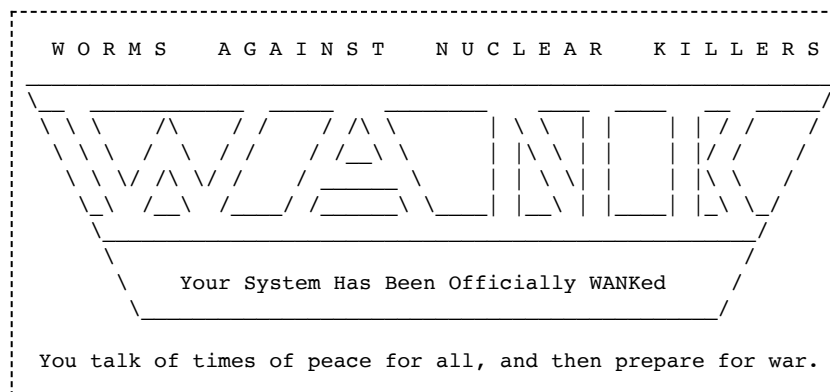 W O R M S A G A I N S T N U C L E A R K I L L E R S
WANK
Your System Has Been Officially WANKed
You talk of times of peace for all, and then prepare for war.